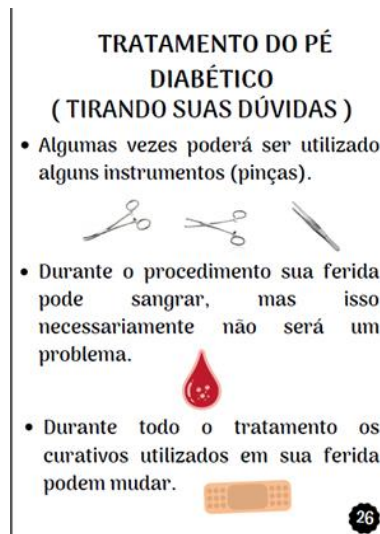 TRATAMENTO DO PÉ
DIABÉTICO
( TIRANDO SUAS DÚVIDAS )
• Algumas vezes poderá ser utilizado
alguns instrumentos (pinças).
• Durante o procedimento sua ferida
pode sangrar, mas isso
necessariamente não será um
problema.
• Durante todo o tratamento os
curativos utilizados em sua ferida
podem mudar.
26